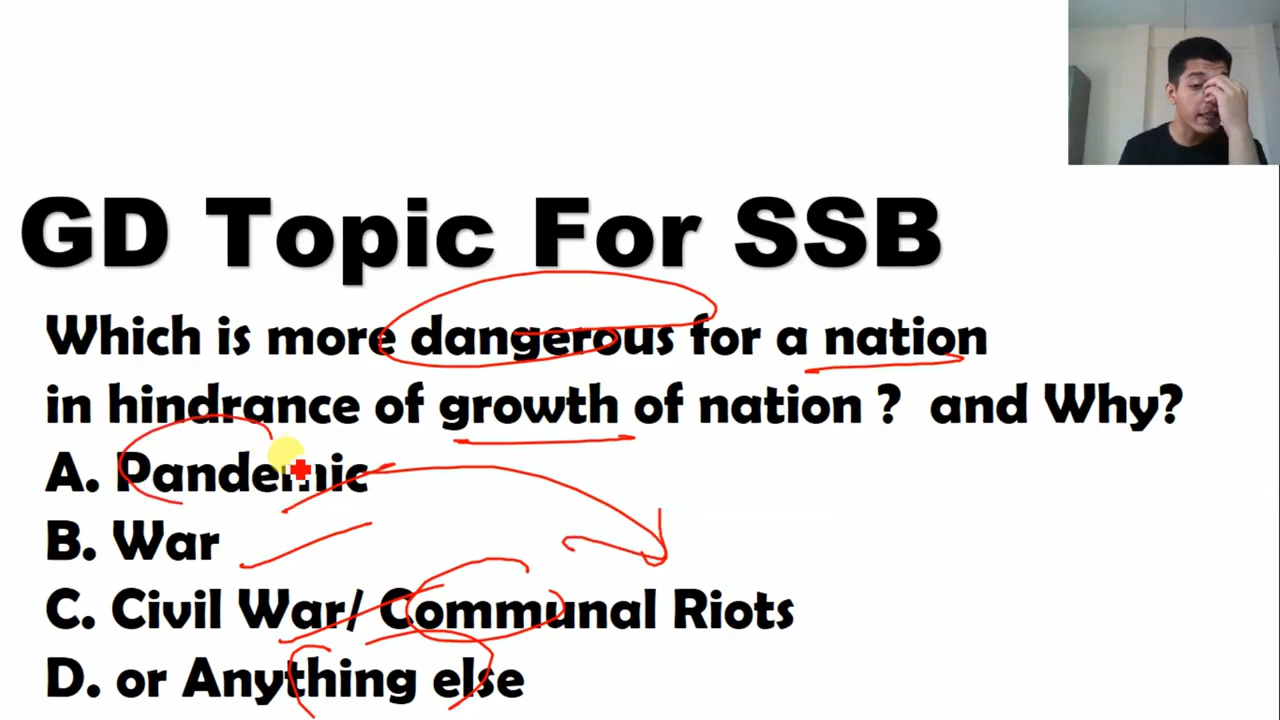 GD Topic For SSB
Which is more dangerous for a nation
in hindrance of growth of nation ? and Why?
A. Pandemic
B. War
C. Civil War/ Communal Riots
D. or Anything else